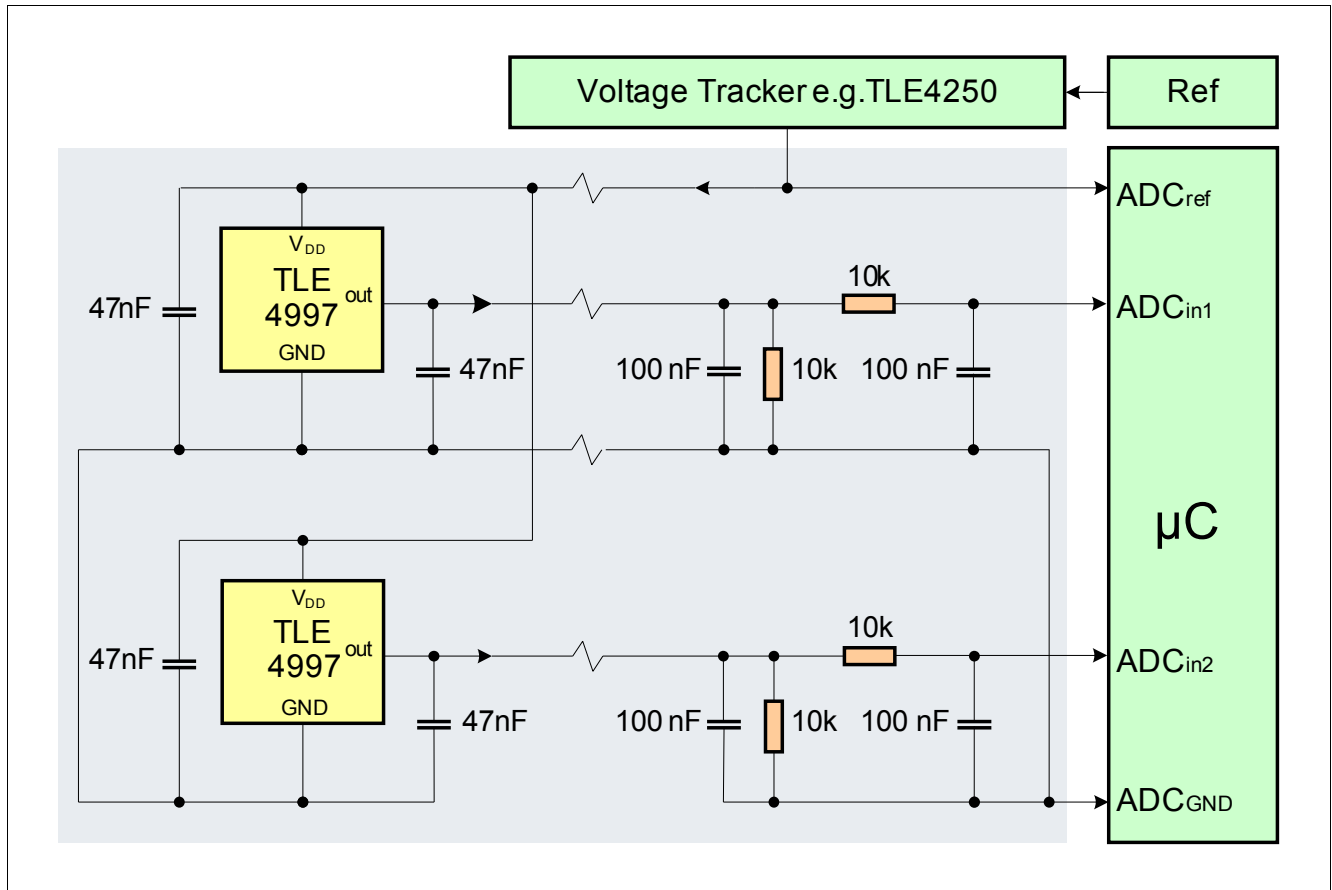 Voltage Tracker e.g.TLE4250
Ref
ADCref
VDD
TLE
4997
out
GND
47nF
47nF
100 nF
10k
10k
100 nF
ADCin1
µC
VDD
TLE
4997
out
GND
47nF
47nF
100 nF
10k
10k
100 nF
ADCin2
ADCGND